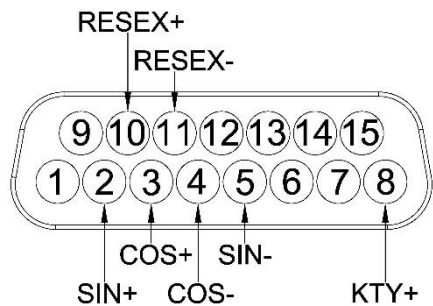 RESEX+
RESEX-
9 10 11 12 13 14 15
1 2 3 4 5 6 7 8
COS+ SIN-
SIN+ COS- KTY+